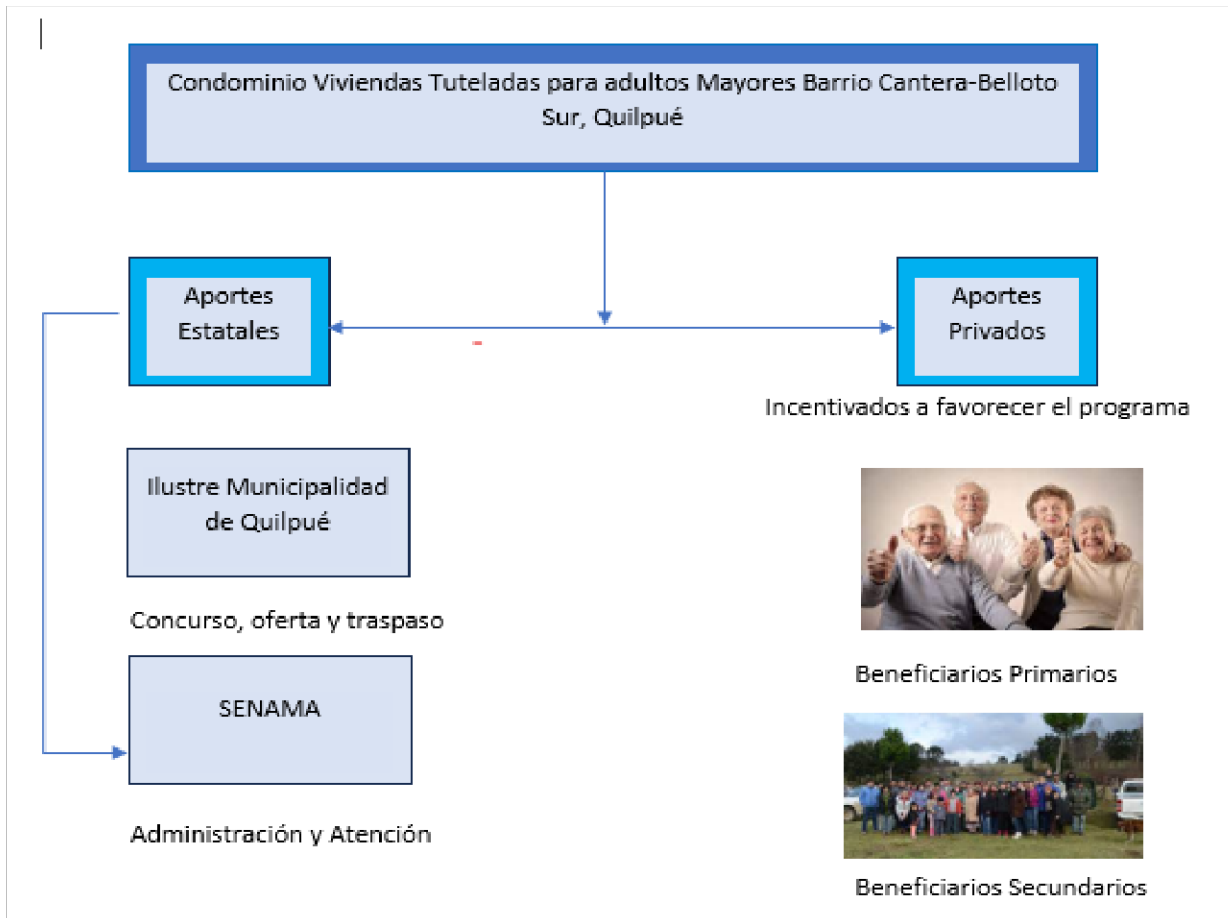 Condominio Viviendas Tuteladas para adultos Mayores Barrio Cantera-Belloto
Sur, Quilpué
Aportes
Estatales
Aportes
Privados
Incentivados a favorecer el programa
Ilustre Municipalidad
de Quilpué
Concurso, oferta y traspaso
SENAMA
Administración y Atención
Beneficiarios Primarios
Beneficiarios Secundarios